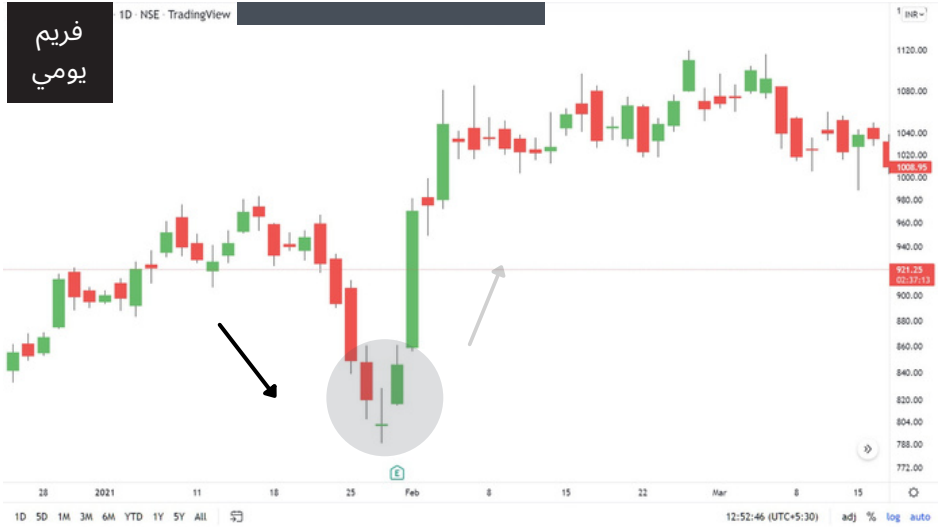 فريم
يومي
· 1D · NSE · TradingView
INR
1120.00
1080.00
1040.00
1020.00
1008.95
1000.00
980.00
960.00
940.00
921.25
02:37:13
900.00
880.00
860.00
840.00
820.00
804.00
788.00
772.00
E
28 2021 11 18 25 Feb 8 15 22 Mar 8 15
1D 5D 1M 3M 6M YTD 1Y 5Y All 12:52:46 (UTC+5:30) adj % log auto